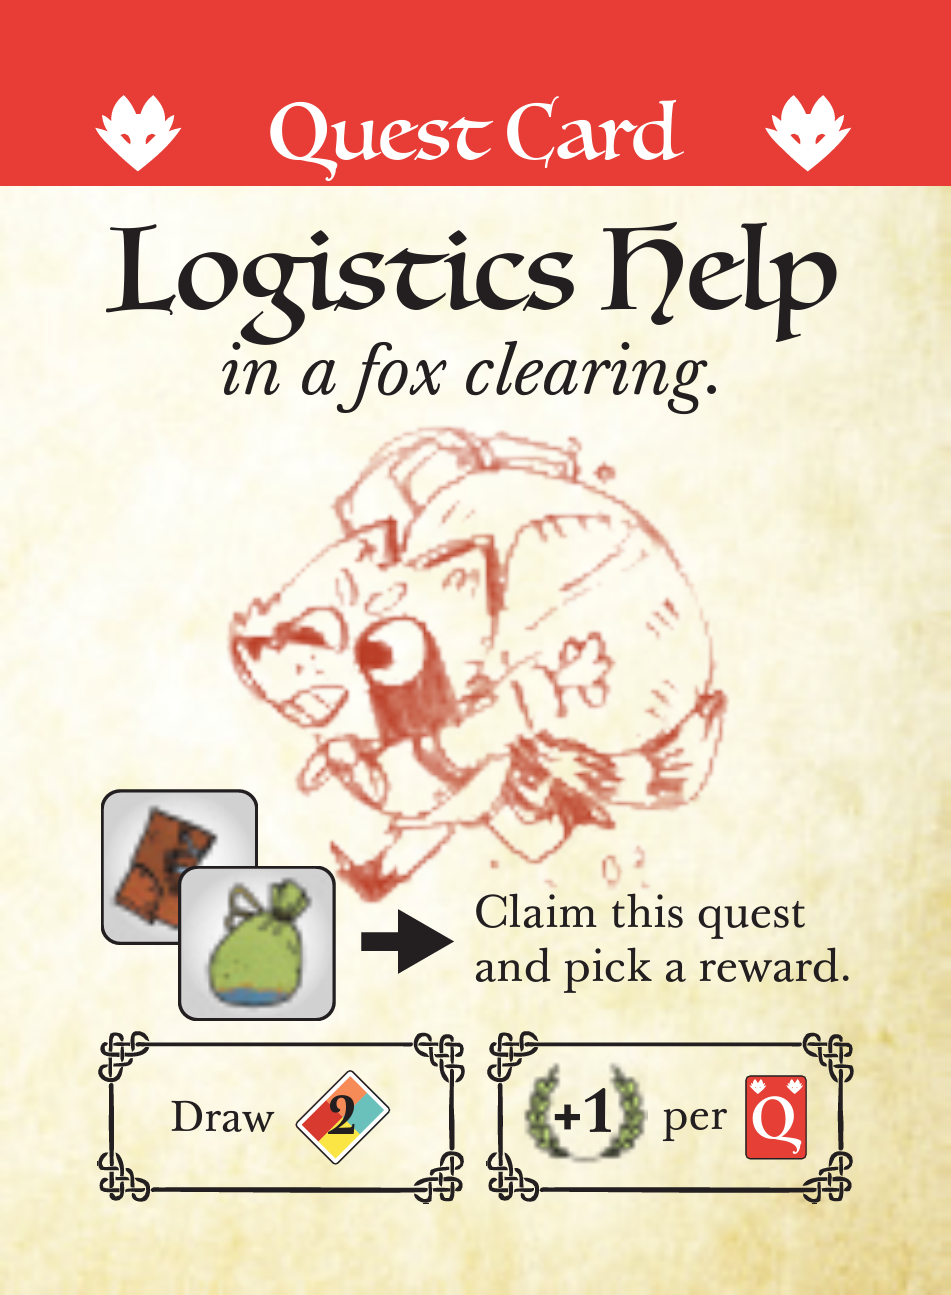 Quest Card
Logistics Help
in a fox clearing.
Claim this quest
and pick a reward.
Draw 2
+1 per Q